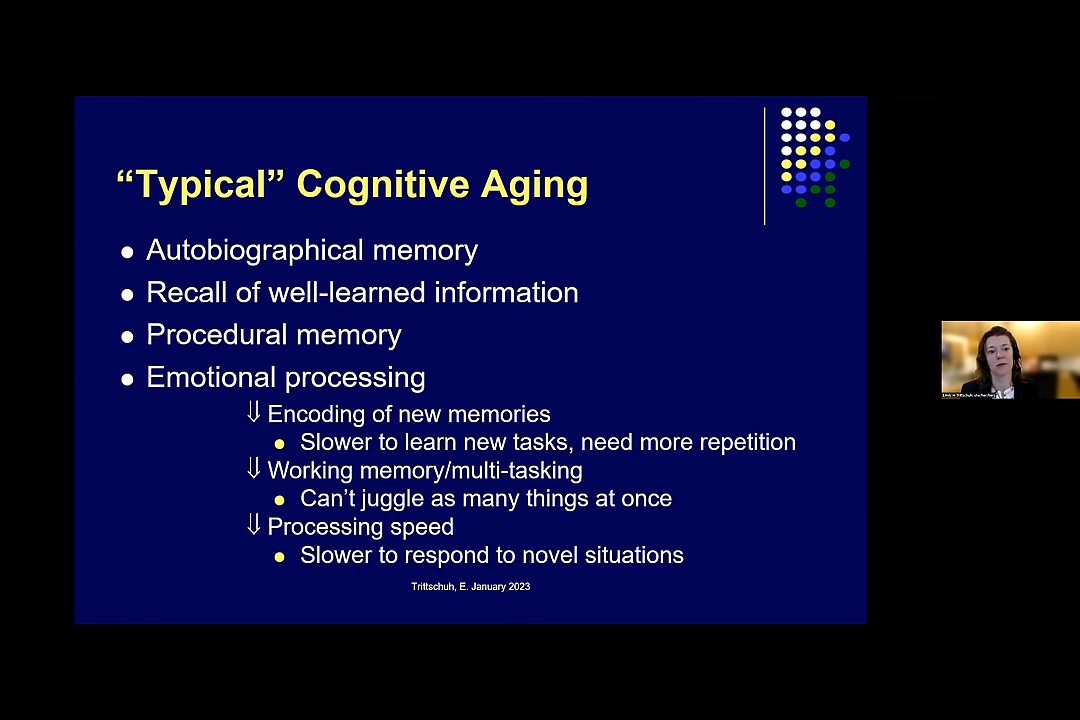 “Typical” Cognitive Aging
● Autobiographical memory
● Recall of well-learned information
● Procedural memory
● Emotional processing
⇓ Encoding of new memories
● Slower to learn new tasks, need more repetition
⇓ Working memory/multi-tasking
● Can’t juggle as many things at once
⇓ Processing speed
● Slower to respond to novel situations
Trittschuh, E. January 2023